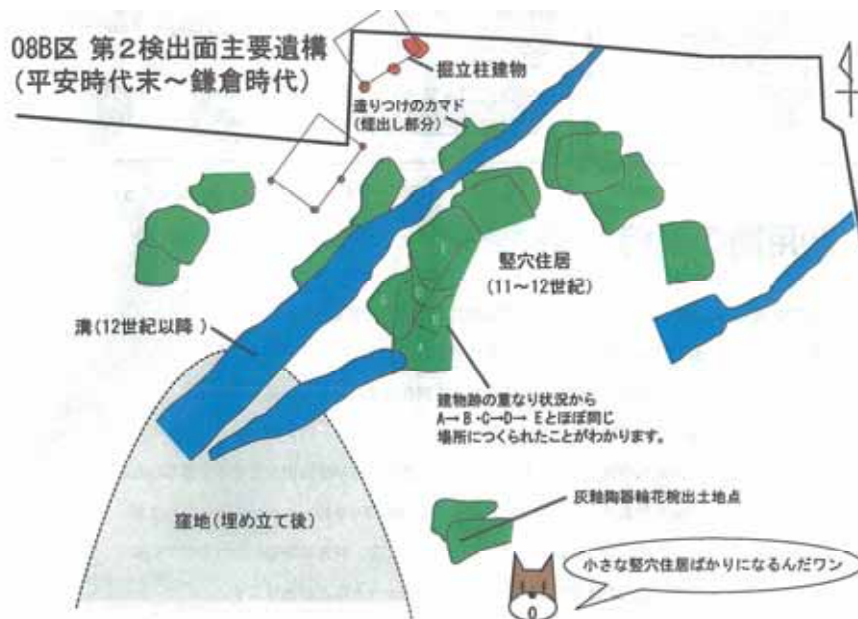 08B区 第2検出面主要遺構
(平安時代末～鎌倉時代)
掘立柱建物
造りつけのカマド
(煙出し部分)
竪穴住居
(11～12世紀)
溝(12世紀以降 )
建物跡の重なり状況から
A→ B・C→D→ Eとほぼ同じ
場所につくられたことがわかります。
窪地(埋め立て後)
灰釉陶器輪花椀出土地点
小さな竪穴住居ばかりになるんだワン